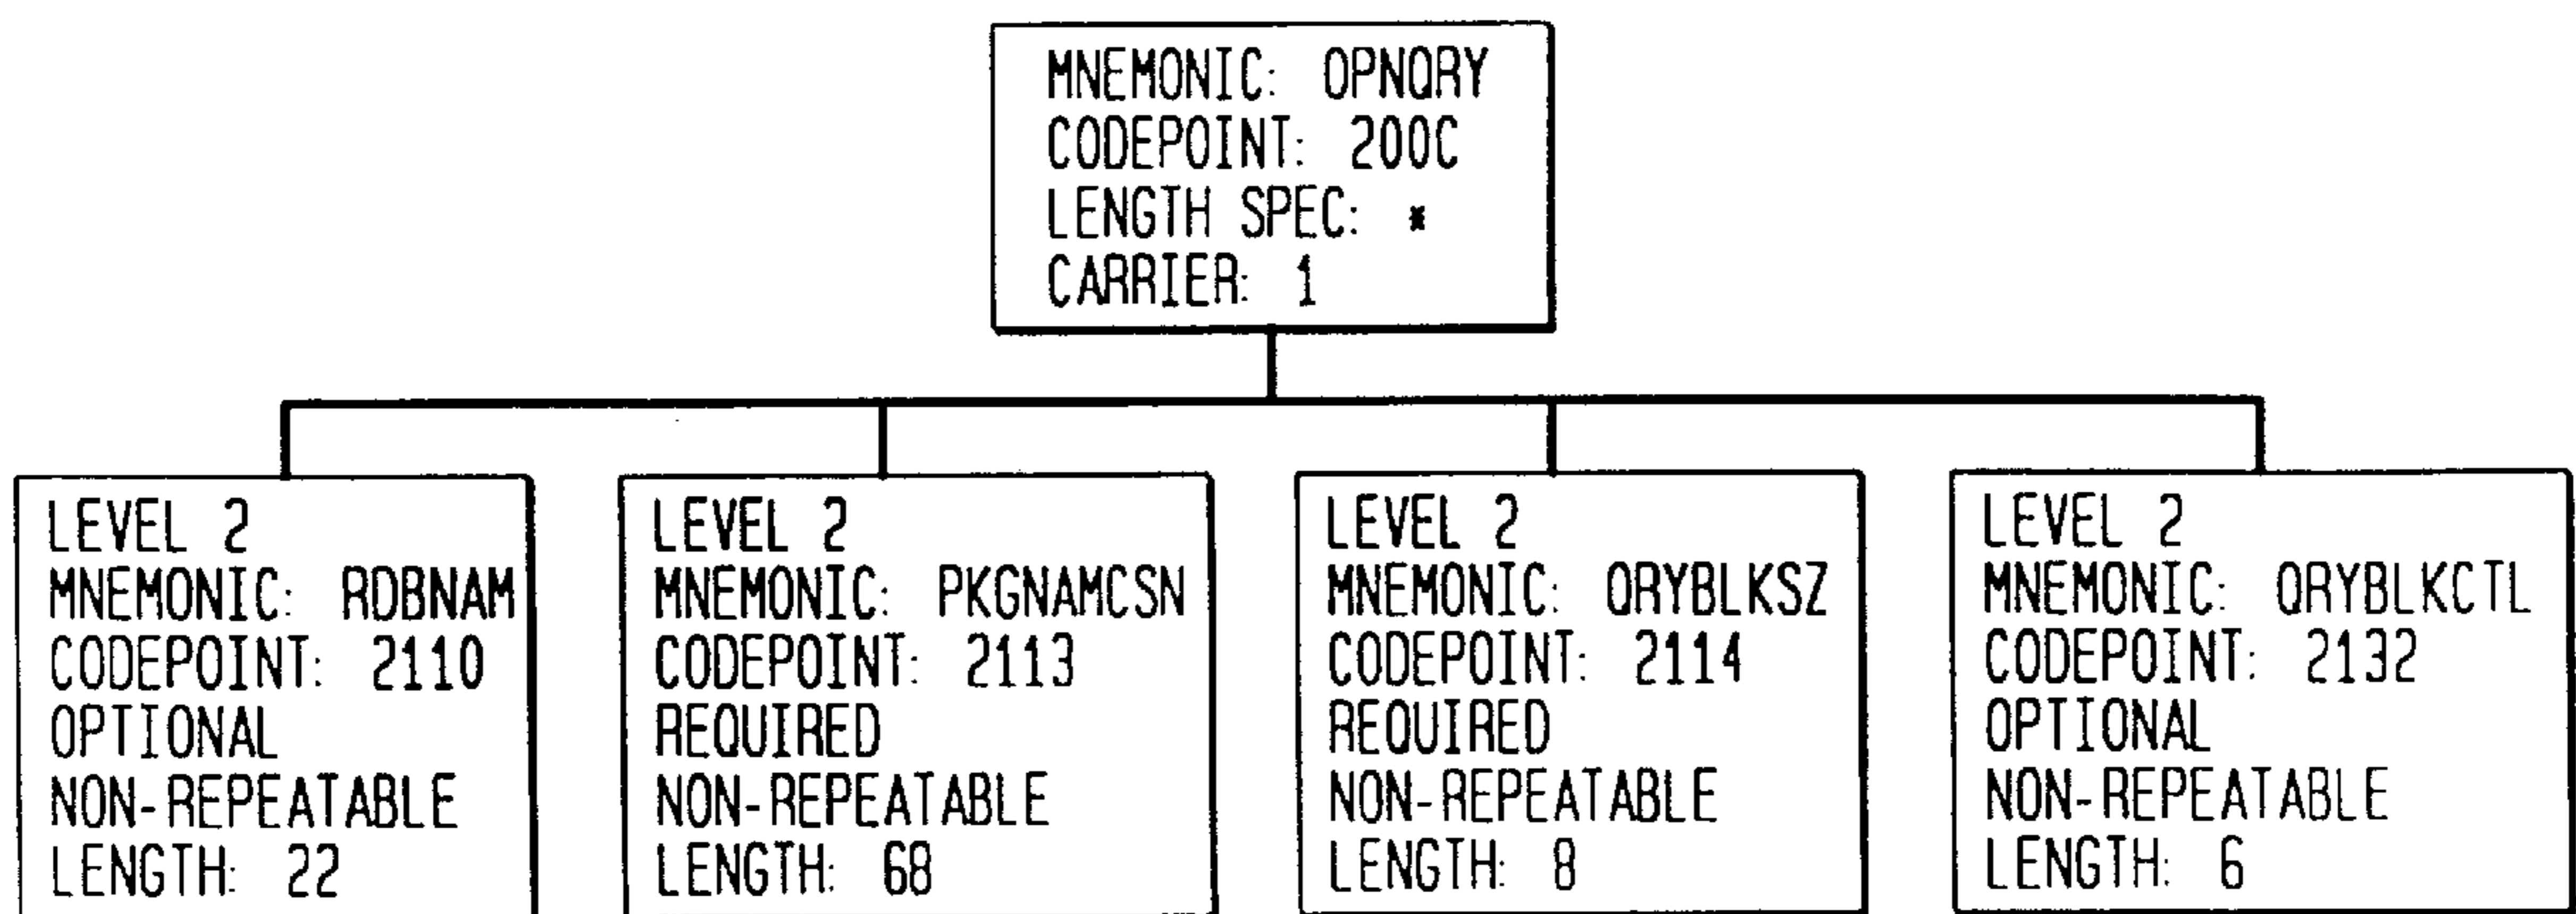 MNEMONIC: OPNQRY
CODEPOINT: 200C
LENGTH SPEC: *
CARRIER: 1
LEVEL 2
MNEMONIC: RDBNAM
CODEPOINT: 2110
OPTIONAL
NON-REPEATABLE
LENGTH: 22
LEVEL 2
MNEMONIC: PKGNAMCSN
CODEPOINT: 2113
REQUIRED
NON-REPEATABLE
LENGTH: 68
LEVEL 2
MNEMONIC: QRYBLKSZ
CODEPOINT: 2114
REQUIRED
NON-REPEATABLE
LENGTH: 8
LEVEL 2
MNEMONIC: QRYBLKCTL
CODEPOINT: 2132
OPTIONAL
NON-REPEATABLE
LENGTH: 6